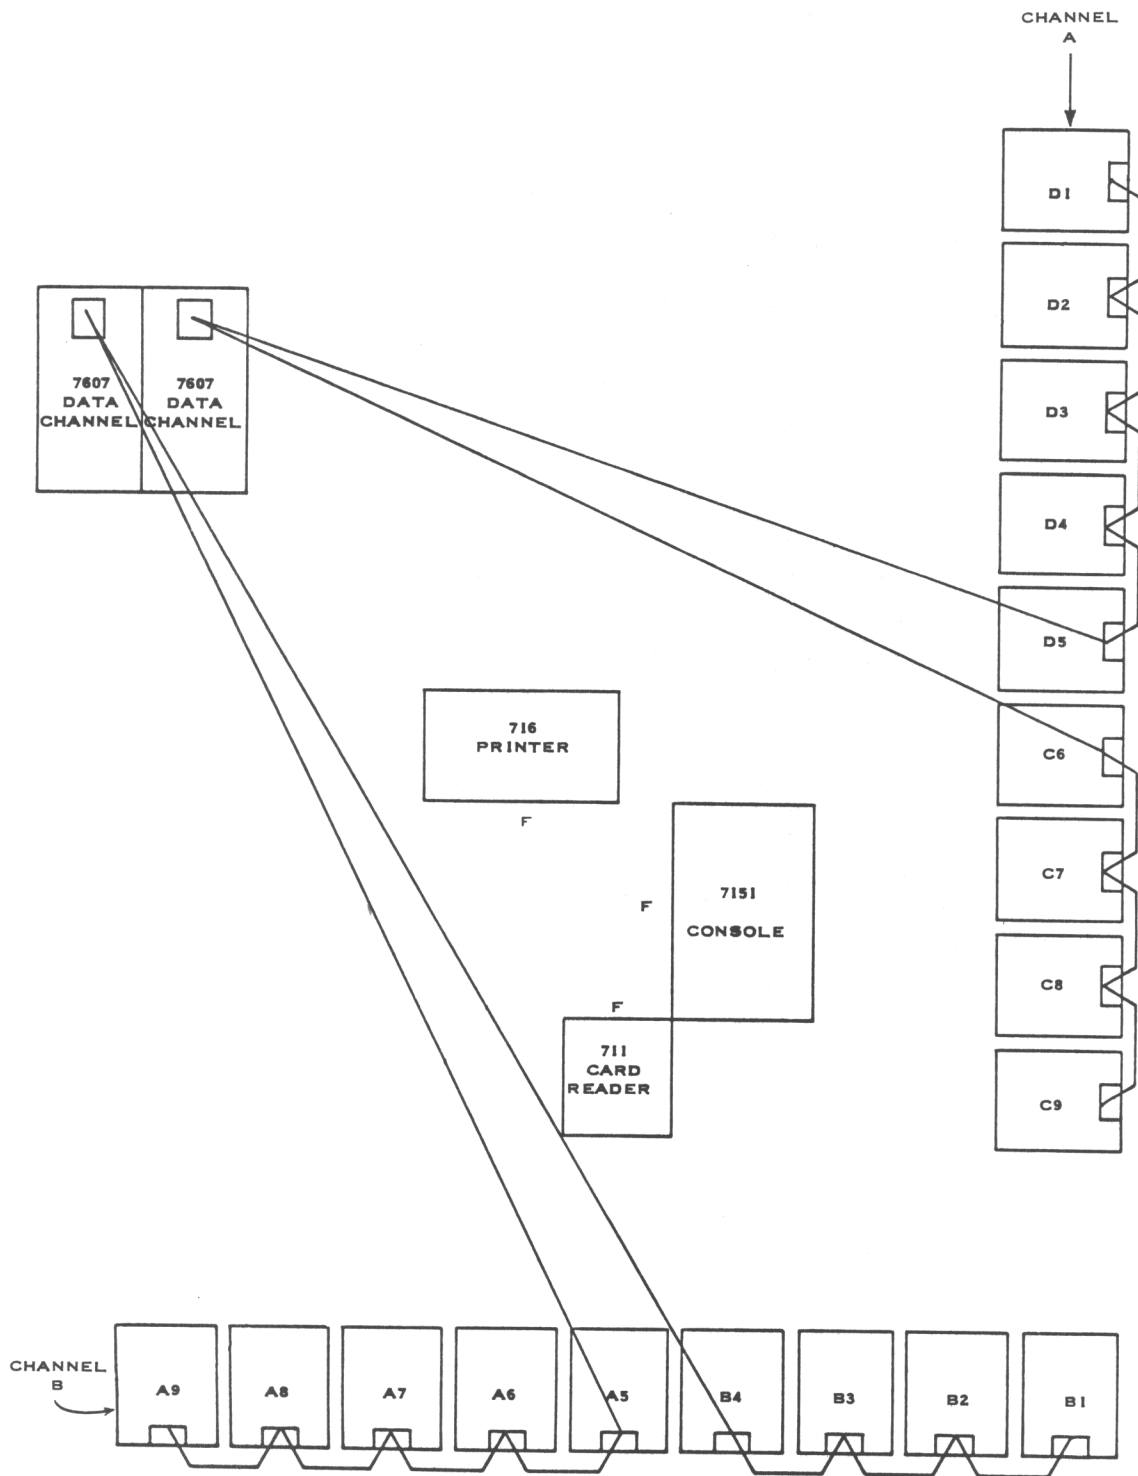 CHANNEL
A
D1
D2
7607
DATA
CHANNEL
7607
DATA
CHANNEL
D3
D4
D5
716
PRINTER
F
C6
7151
CONSOLE
F
C7
F
711
CARD
READER
C8
C9
CHANNEL
B
A9
A8
A7
A6
A5
B4
B3
B2
B1